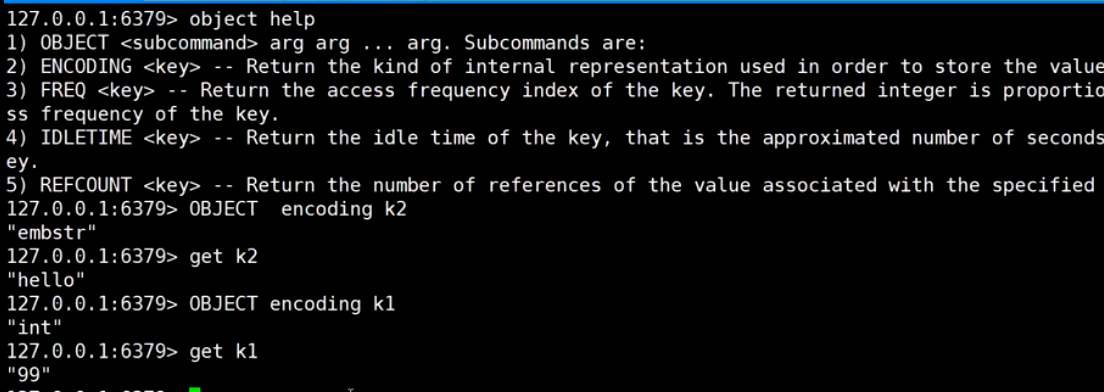 127.0.0.1:6379> object help
1) OBJECT <subcommand> arg arg ... arg. Subcommands are:
2) ENCODING <key> -- Return the kind of internal representation used in order to store the value
3) FREQ <key> -- Return the access frequency index of the key. The returned integer is proportio
ss frequency of the key.
4) IDLETIME <key> -- Return the idle time of the key, that is the approximated number of seconds
ey.
5) REFCOUNT <key> -- Return the number of references of the value associated with the specified
127.0.0.1:6379> OBJECT  encoding k2
"embstr"
127.0.0.1:6379> get k2
"hello"
127.0.0.1:6379> OBJECT encoding k1
"int"
127.0.0.1:6379> get k1
"99"